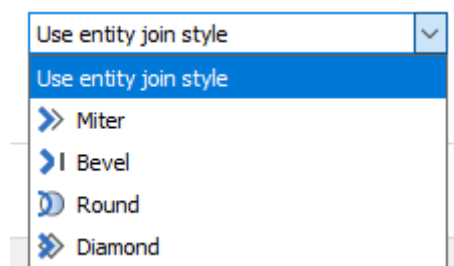 Use entity join style
Use entity join style
Miter
Bevel
Round
Diamond